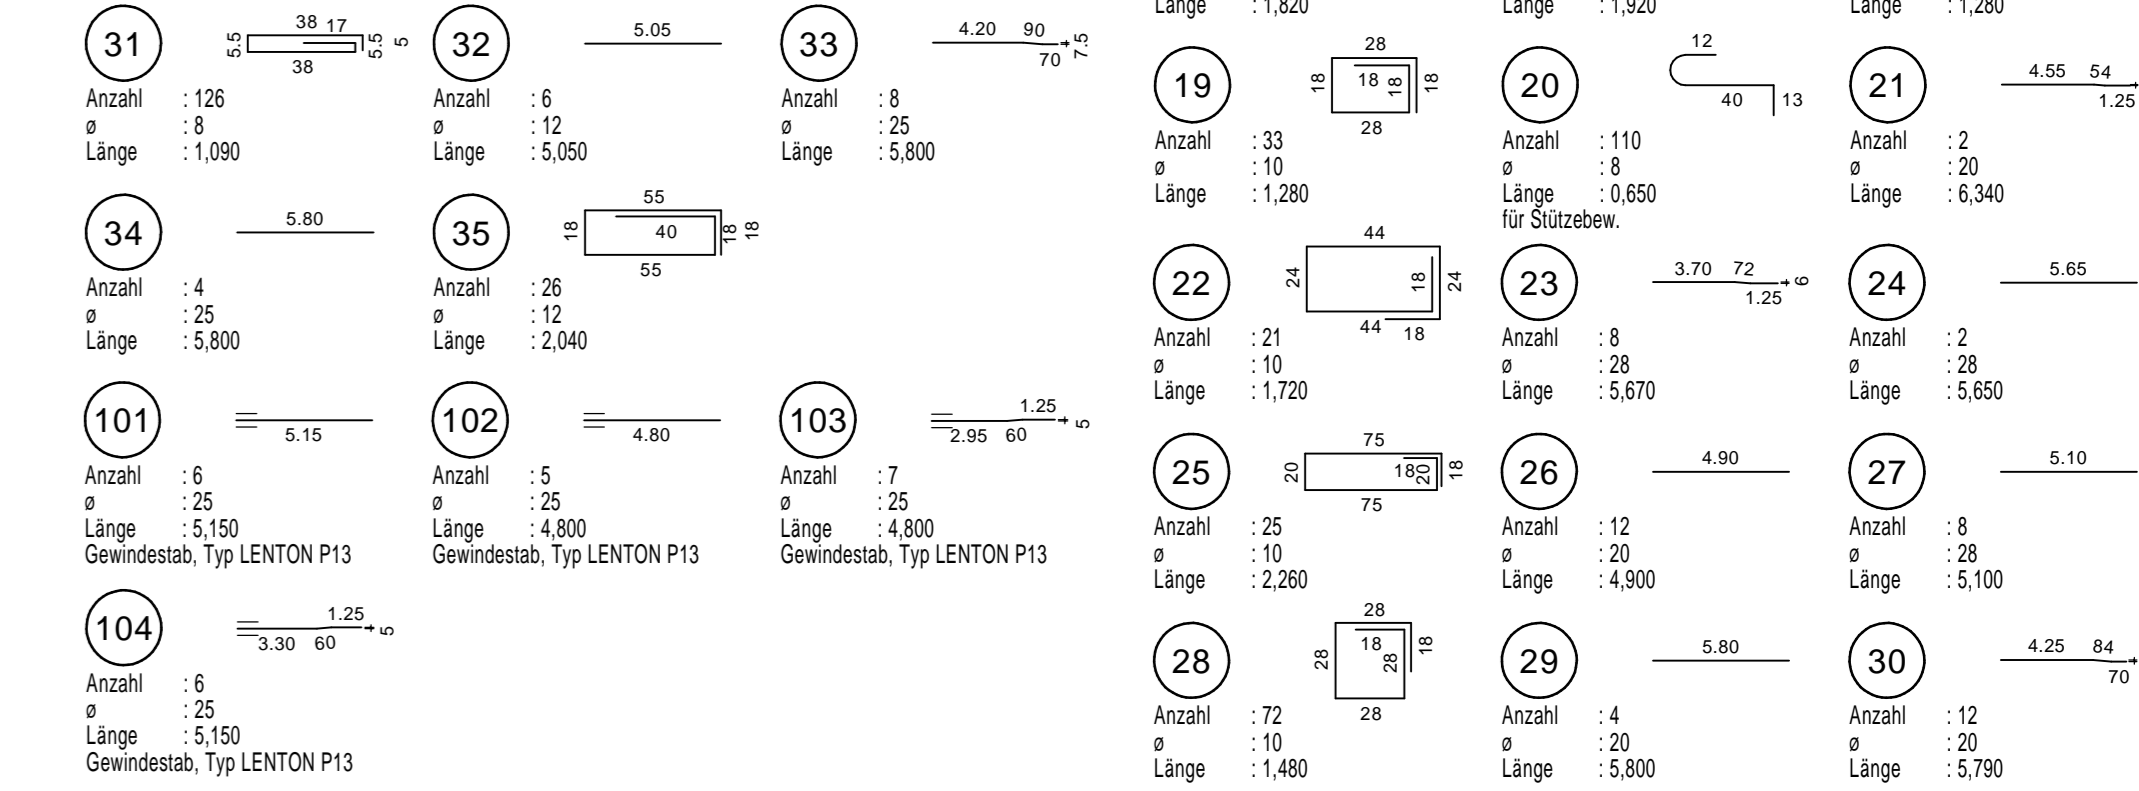 31
38 17
5.5 5.5 5
38
Anzahl : 126
ø : 8
Länge : 1,090
32
5.05
Anzahl : 6
ø : 12
Länge : 5,050
33
4.20 90
70 7.5
Anzahl : 8
ø : 25
Länge : 5,800
34
5.80
Anzahl : 4
ø : 25
Länge : 5,800
35
55
18 40 18 18
55
Anzahl : 26
ø : 12
Länge : 2,040
101
5.15
Anzahl : 6
ø : 25
Länge : 5,150
Gewindestab, Typ LENTON P13
102
4.80
Anzahl : 5
ø : 25
Länge : 4,800
Gewindestab, Typ LENTON P13
103
1.25
2.95 60 5
Anzahl : 7
ø : 25
Länge : 4,800
Gewindestab, Typ LENTON P13
104
1.25
3.30 60 5
Anzahl : 6
ø : 25
Länge : 5,150
Gewindestab, Typ LENTON P13
Länge : 1,820
Länge : 1,920
Länge : 1,280
19
28
18 18 18 18
28
Anzahl : 33
ø : 10
Länge : 1,280
20
12
40 13
Anzahl : 110
ø : 8
Länge : 0,650
für Stützebew.
21
4.55 54
1.25
Anzahl : 2
ø : 20
Länge : 6,340
22
44
24 18 24
44 18
Anzahl : 21
ø : 10
Länge : 1,720
23
3.70 72
1.25 6
Anzahl : 8
ø : 28
Länge : 5,670
24
5.65
Anzahl : 2
ø : 28
Länge : 5,650
25
75
20 18 20 18
75
Anzahl : 25
ø : 10
Länge : 2,260
26
4.90
Anzahl : 12
ø : 20
Länge : 4,900
27
5.10
Anzahl : 8
ø : 28
Länge : 5,100
28
28
28 18 28 18
28
Anzahl : 72
ø : 10
Länge : 1,480
29
5.80
Anzahl : 4
ø : 20
Länge : 5,800
30
4.25 84
70
Anzahl : 12
ø : 20
Länge : 5,790